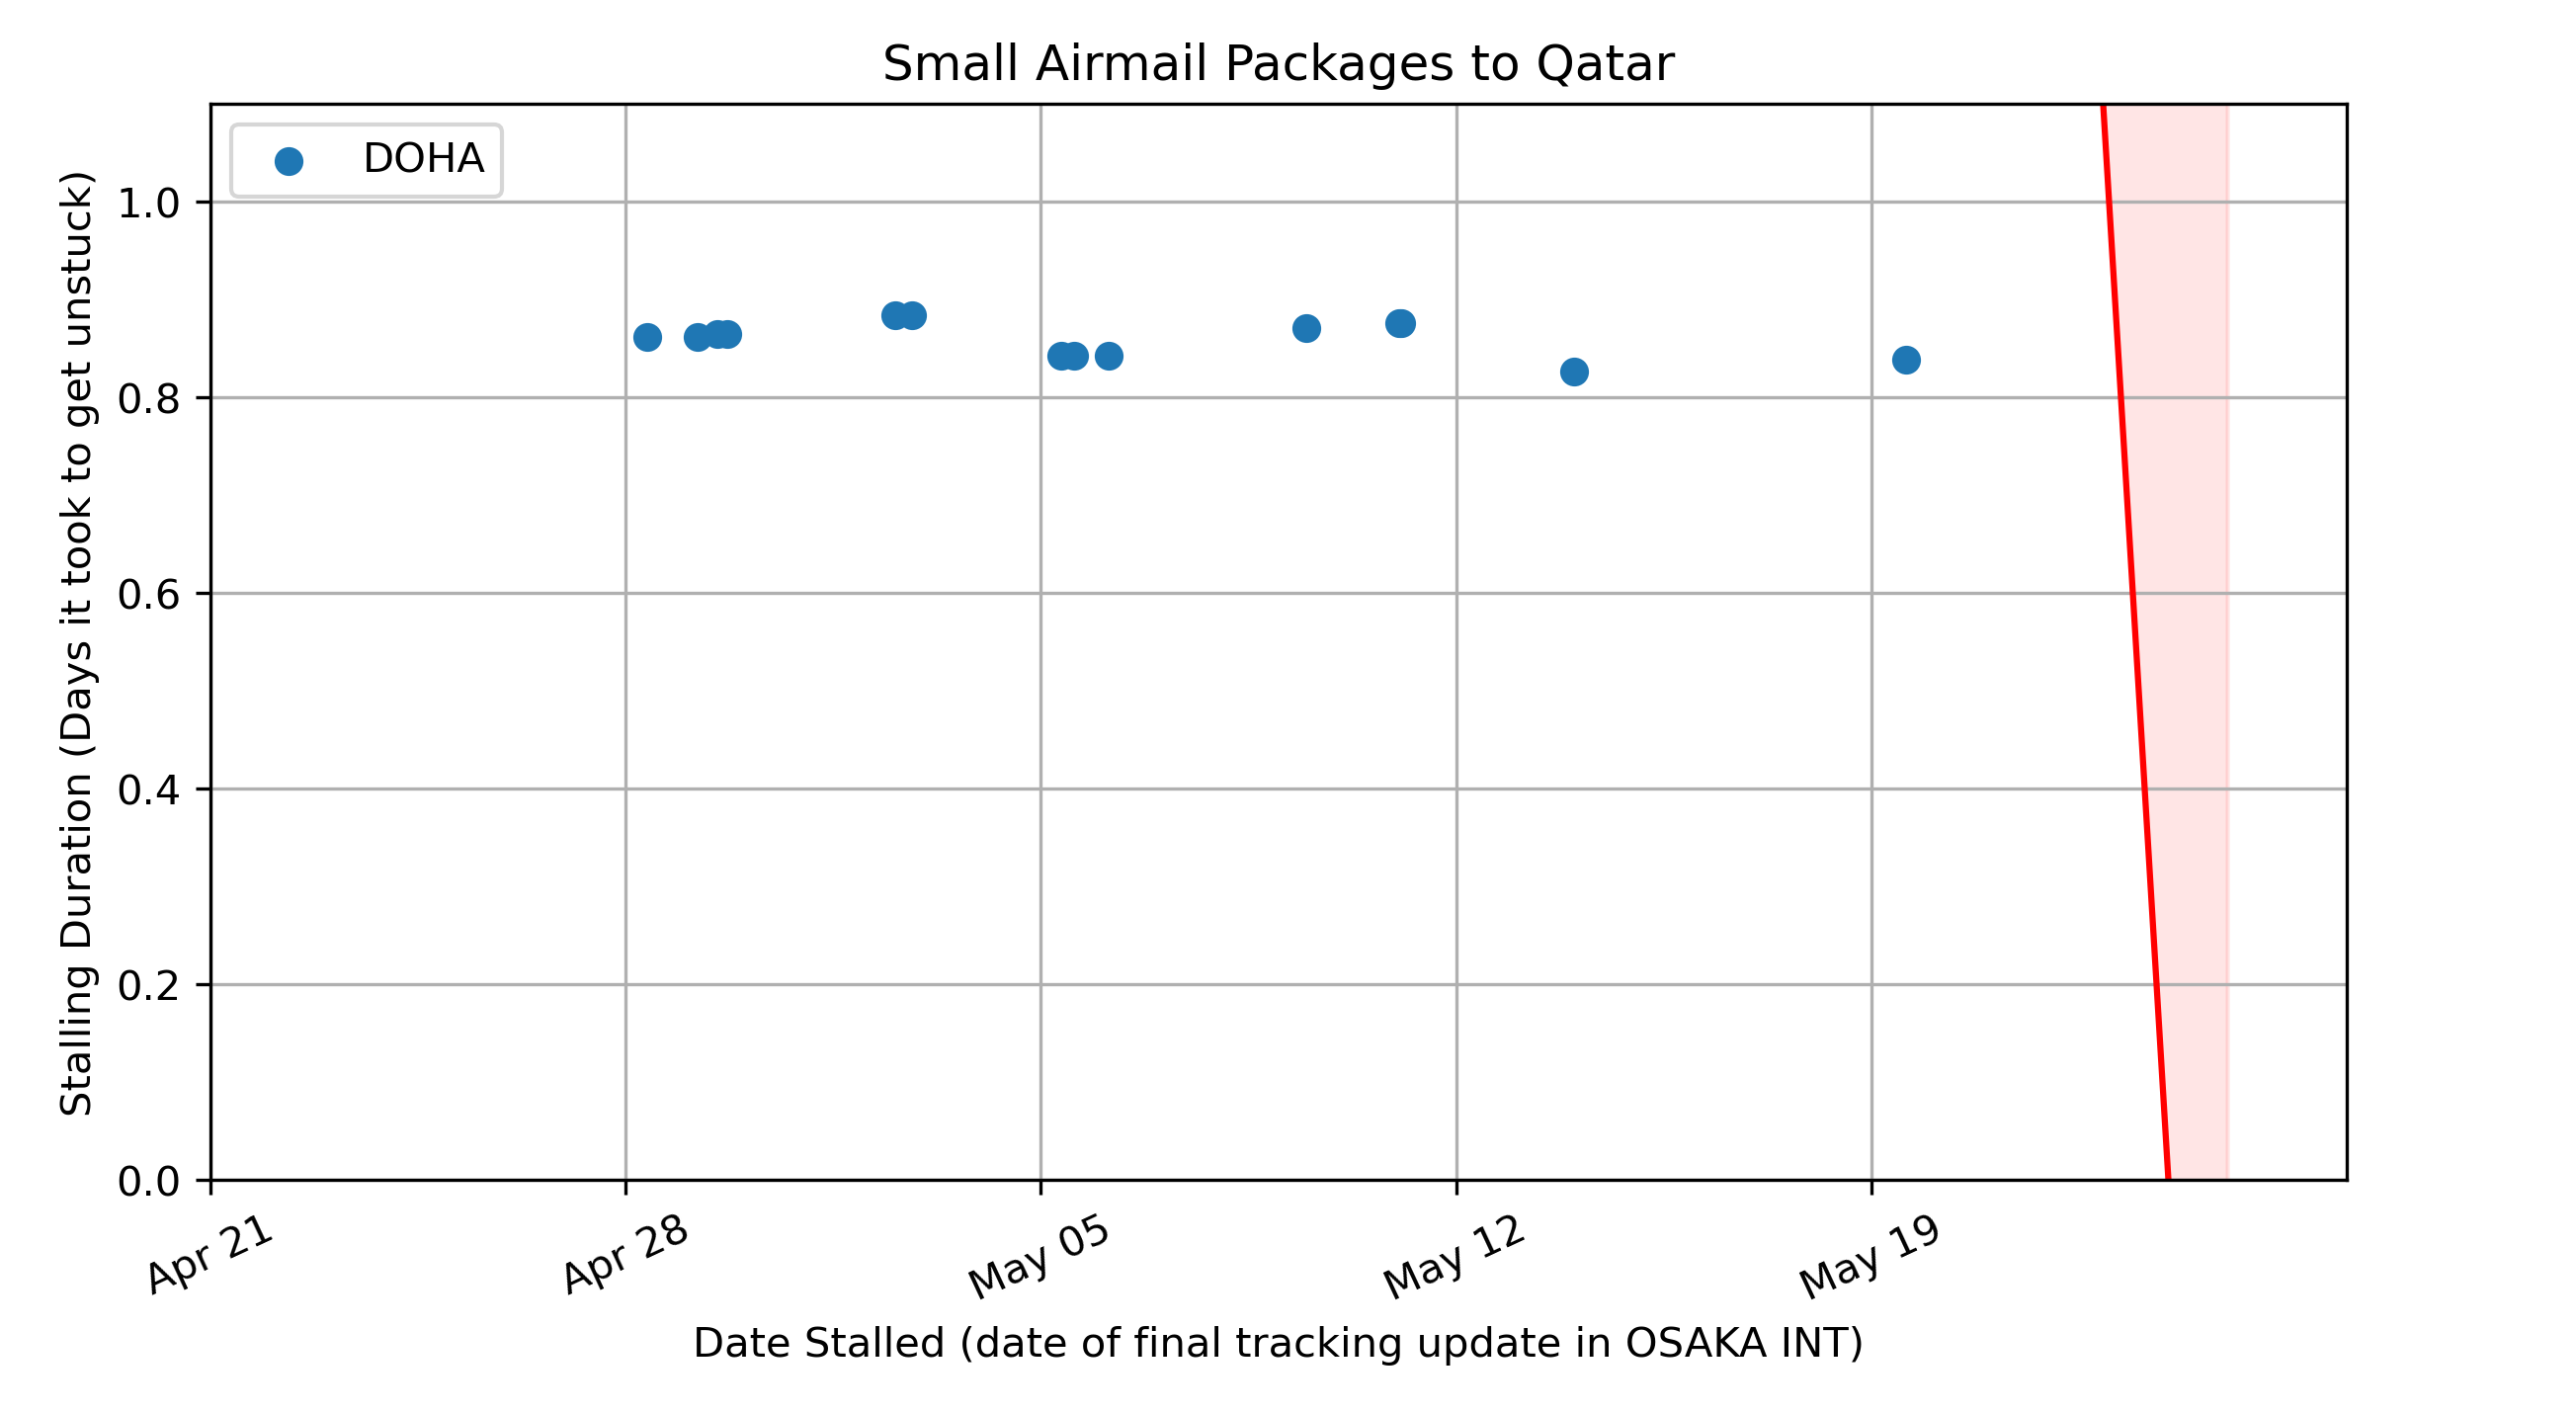 Small Airmail Packages to Qatar
DOHA
Stalling Duration (Days it took to get unstuck)
1.0
0.8
0.6
0.4
0.2
0.0
Apr 21
Apr 28
May 05
May 12
May 19
Date Stalled (date of final tracking update in OSAKA INT)